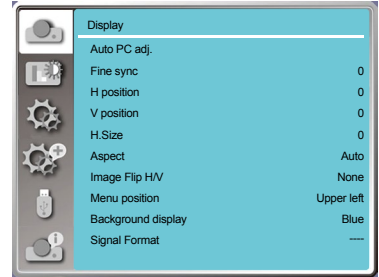 Display
Auto PC adj.
Fine sync 0
H position 0
V position 0
H.Size 0
Aspect Auto
Image Flip H/V None
Menu position Upper left
Background display Blue
Signal Format ----